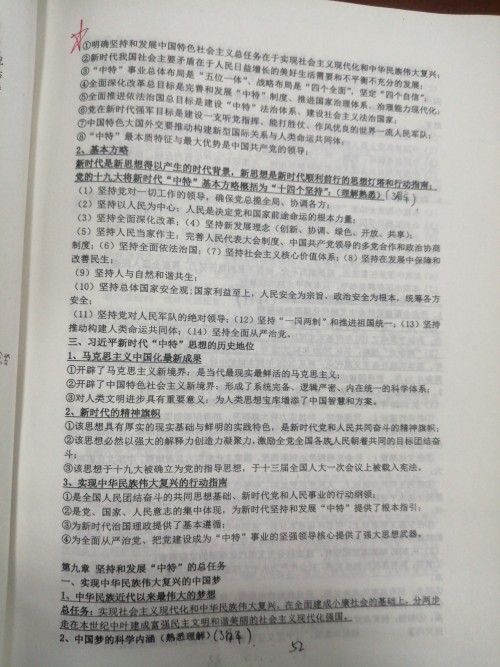 ①明确坚持和发展中国特色社会主义总任务在于实现社会主义现代化和中华民族伟大复兴;
②新时代我国社会主要矛盾在于人民日益增长的美好生活需要和不平衡不充分的发展;
③“中特”事业总体布局是“五位一体”、战略布局是“四个全面”,坚定“四个自信”;
④全面深化改革总目标是完善和发展“中特”制度、推进国家治理体系、治理能力现代化;
⑤全面推进依法治国总目标是建设“中特”法治体系、建设社会主义法治国家;
⑥党在新时代强军目标是建设一支听党指挥、能打胜仗、作风优良的世界一流人民军队;
⑦中特色大国外交要推动构建新型国际关系与人类命运共同体;
⑧“中特”最本质特征与最大优势是中国共产党的领导。
2、基本方略
新时代是新思想得以产生的时代背景,新思想是新时代顺利前行的思想灯塔和行动指南;
党的十九大将新时代“中特”基本方略概括为“十四个坚持”:(理解熟悉)
(1)坚持党对一切工作的领导,确保党总揽全局、协调各方;
(2)坚持以人民为中心:人民是决定党和国家前途命运的根本力量;
(3)坚持全面深化改革;(4)坚持新发展理念(创新、协调、绿色、开放、共享);
(5)坚持人民当家作主:完善人民代表大会制度、中国共产党领导的多党合作和政治协商
制度;(6)坚持全面依法治国;(7)坚持社会主义核心价值体系;(8)坚持在发展中保障和
改善民生;
(9)坚持人与自然和谐共生;
(10)坚持总体国家安全观:国家利益至上,人民安全为宗旨,政治安全为根本,统筹各方
安全;
(11)坚持党对人民军队的绝对领导;(12)坚持“一国两制”和推进祖国统一;(13)坚持
推动构建人类命运共同体;(14)坚持全面从严治党。
三、习近平新时代“中特”思想的历史地位
1、马克思主义中国化最新成果
①开辟了马克思主义新境界:是当代最现实最鲜活的马克思主义;
②开辟了中国特色社会主义新境界:形成了系统完备、逻辑严密、内在统一的科学体系;
③对人类文明进步具有重要意义:为人类思想宝库增添了中国智慧和方案。
2、新时代的精神旗帜
①该思想具有厚实的现实基础与鲜明的实践特色,是新时代党和人民共同奋斗的精神旗帜;
②该思想必然以强大的解释力创造力凝聚力,激励全党全国各族人民朝着共同的目标团结奋
斗;
③该思想于十九大被确立为党的指导思想,于十三届全国人大一次会议上被载入宪法。
3、实现中华民族伟大复兴的行动指南
①是全国人民团结奋斗的共同思想基础、新时代党和人民事业的行动纲领;
②是党、国家、人民意志的集中体现,为新时代坚持和发展“中特”提供了根本指引;
③为新时代治国理政提供了基本遵循;
④为全面从严治党、把党建设成为“中特”事业的坚强领导核心提供了强大思想武器。
第九章 坚持和发展“中特”的总任务
一、实现中华民族伟大复兴的中国梦
1、中华民族近代以来最伟大的梦想
总任务:实现社会主义现代化和中华民族伟大复兴,在全面建成小康社会的基础上,分两步
走在本世纪中叶建成富强民主文明和谐美丽的社会主义现代化强国。
2、中国梦的科学内涵(熟悉理解)
52